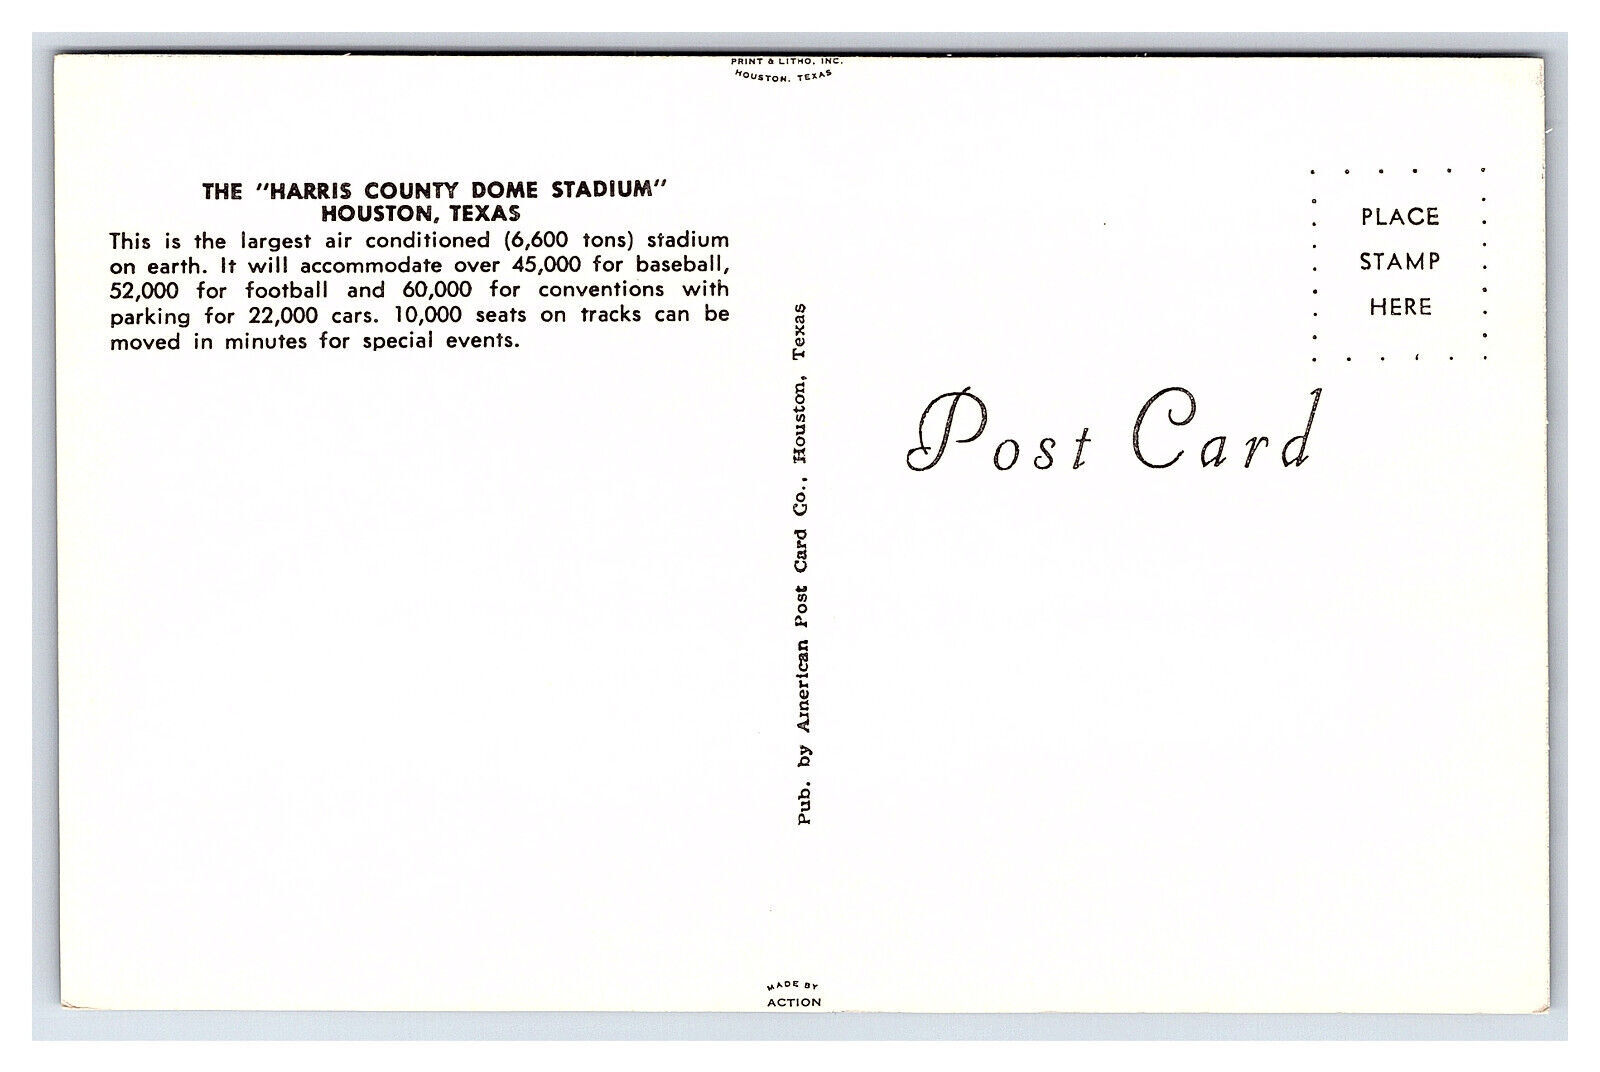 PRINT & LITHO, INC.
HOUSTON, TEXAS
THE "HARRIS COUNTY DOME STADIUM"
HOUSTON, TEXAS
This is the largest air conditioned (6,600 tons) stadium
on earth. It will accommodate over 45,000 for baseball,
52,000 for football and 60,000 for conventions with
parking for 22,000 cars. 10,000 seats on tracks can be
moved in minutes for special events.
Pub. by American Post Card Co., Houston, Texas
PLACE
STAMP
HERE
Post Card
MADE BY
ACTION